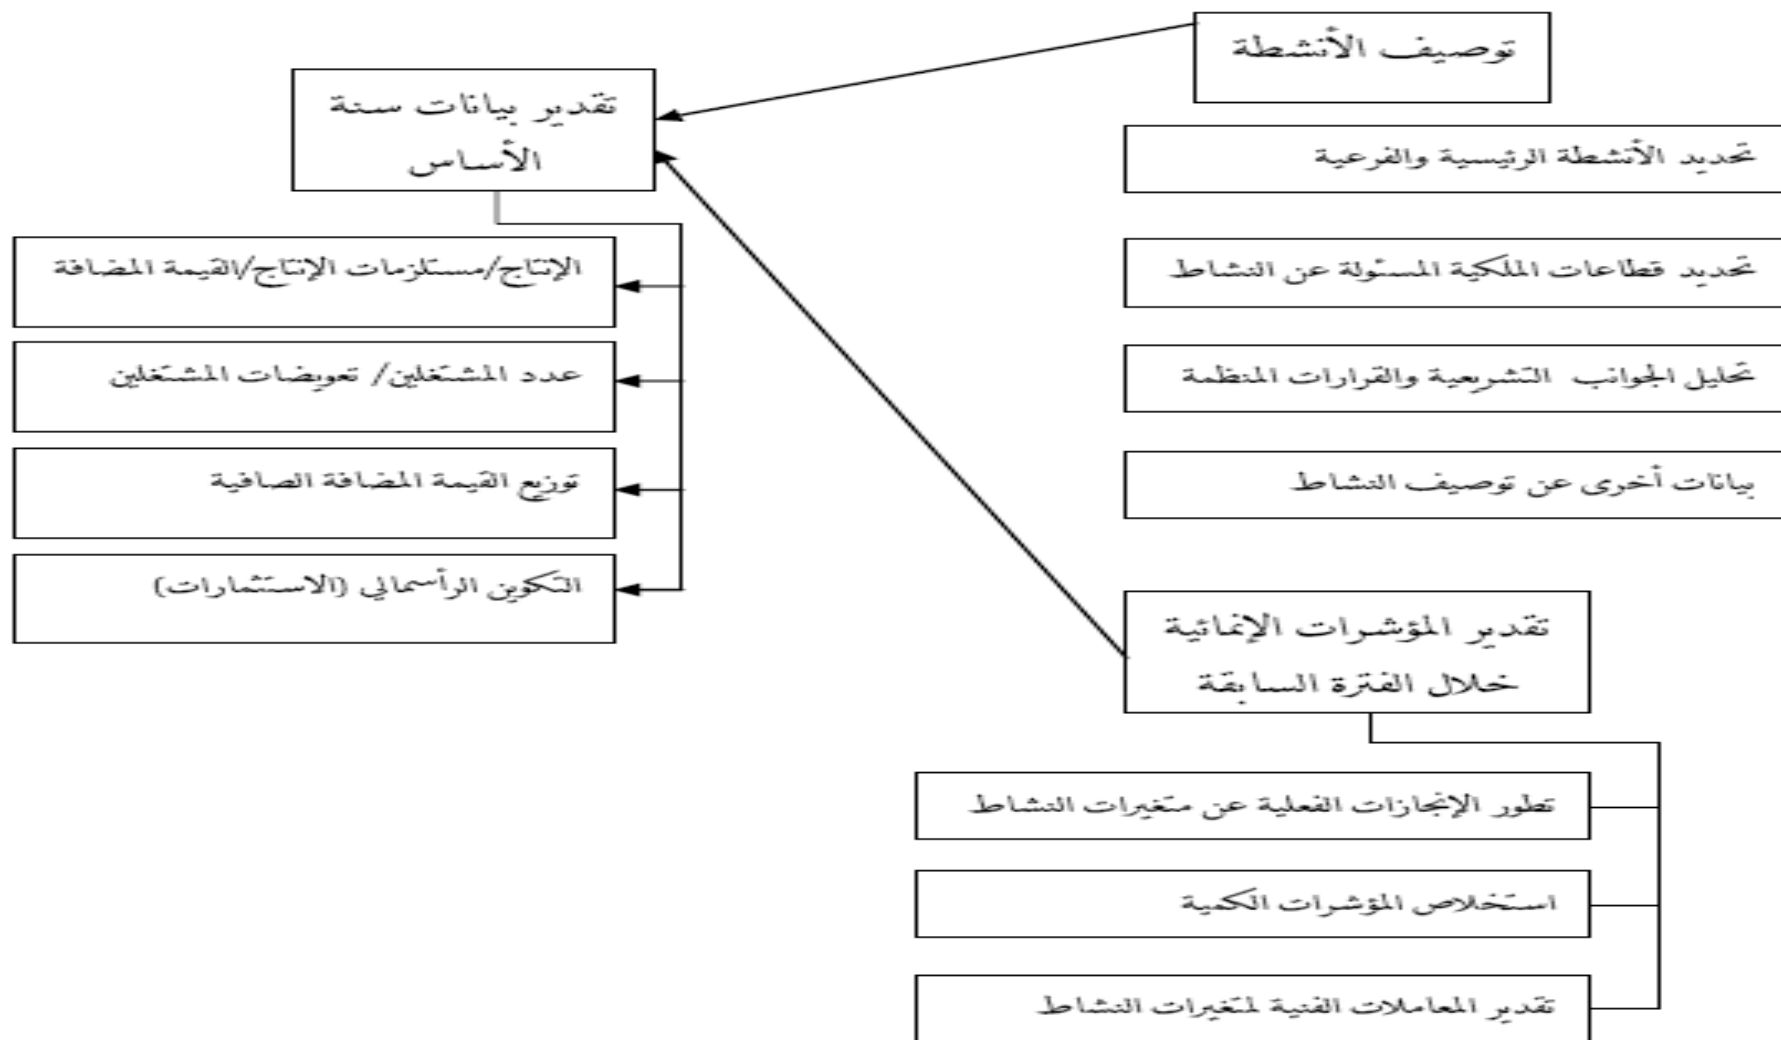 توصيف الأنشطة
تحديد الأنشطة الرئيسية والفرعية
تحديد قطاعات الملكية المسئولة عن النشاط
تحليل الجوانب التشريعية والقرارات المنظمة
بيانات أخرى عن توصيف النشاط
تقدير المؤشرات الإنمائية
خلال الفترة السابقة
تطور الإنجازات الفعلية عن متغيرات النشاط
استخلاص المؤشرات الكمية
تقدير المعاملات الفنية لمتغيرات النشاط
تقدير بيانات سنة
الأساس
الإنتاج/مستلزمات الإنتاج/القيمة المضافة
عدد المشتغلين/ تعويضات المشتغلين
توزيع القيمة المضافة الصافية
التكوين الرأسمالي (الاستثمارات)